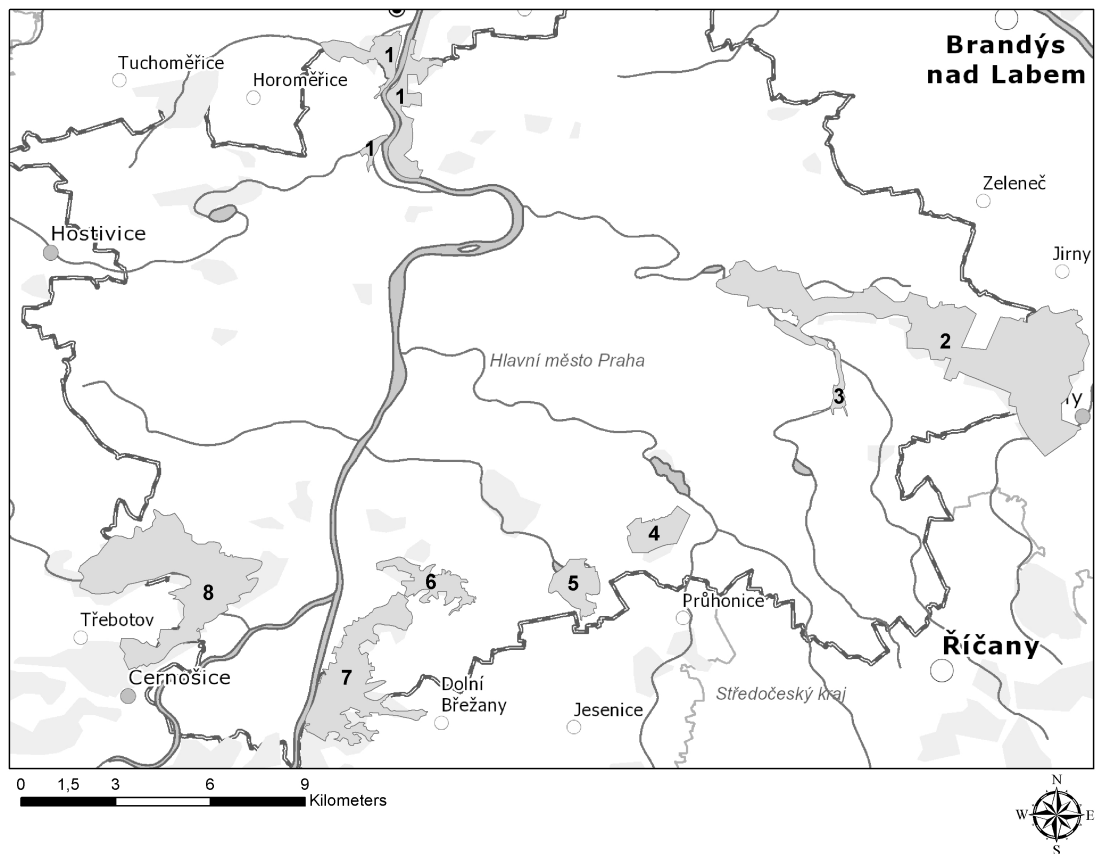 Brandýs
nad Labem
Tuchoměřice
Horoměřice
1
1
1
Zeleneč
Hostivice
Jirny
2
Hlavní město Praha
3
4
5
6
8
Třebotov
Průhonice
Říčany
Černošice
7
Dolní
Břežany
Jesenice
Středočeský kraj
0 1,5 3 6 9
Kilometers
N
W E
S